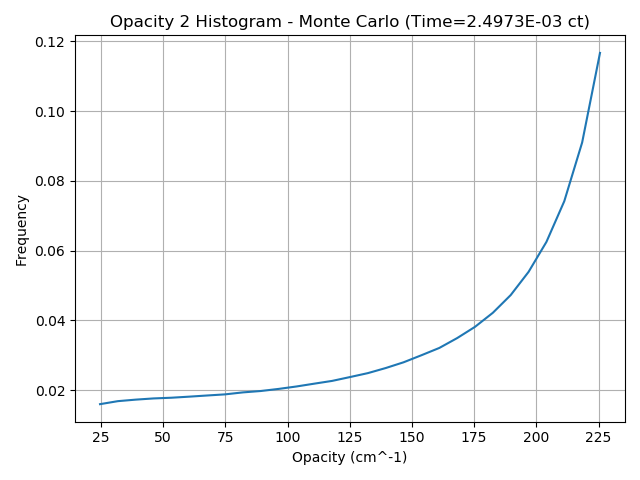 Opacity 2 Histogram - Monte Carlo (Time=2.4973E-03 ct)
0.12
0.10
0.08
0.06
0.04
0.02
Frequency
25 50 75 100 125 150 175 200 225
Opacity (cm^-1)